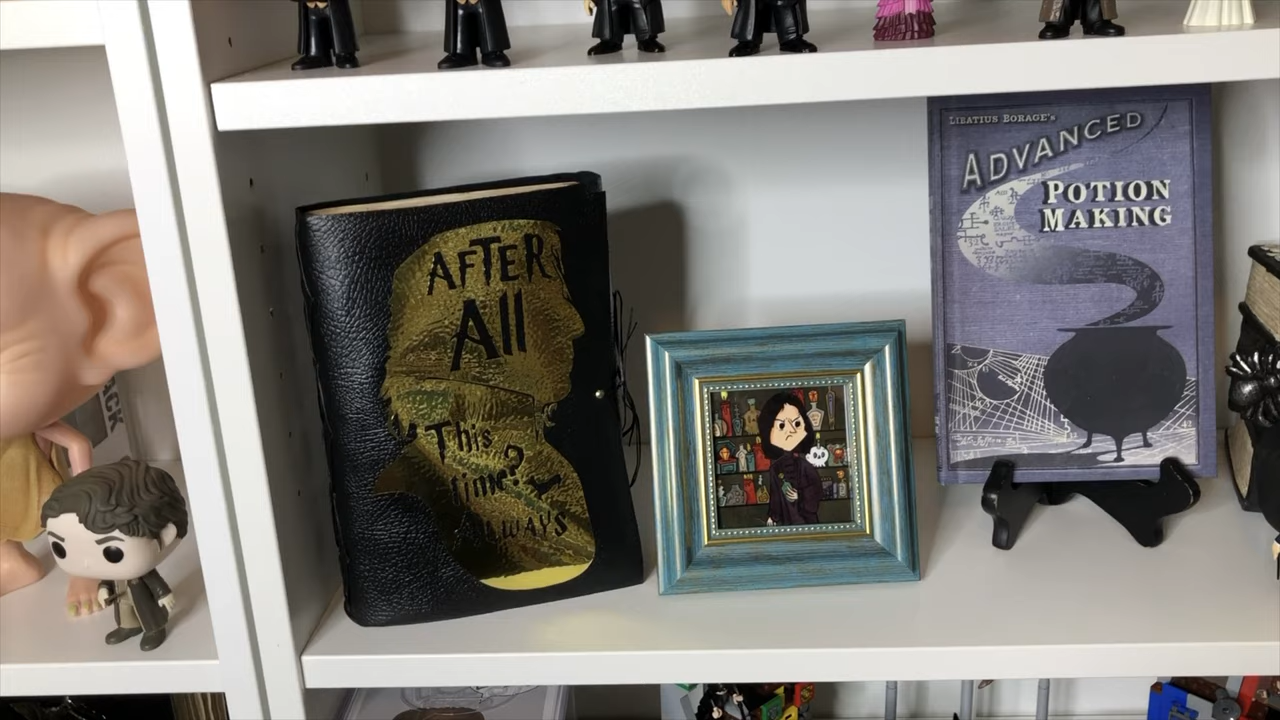 AFTER
All
This
time?
ALWAYS
LIBATIUS BORAGE'S
ADVANCED
POTION
MAKING